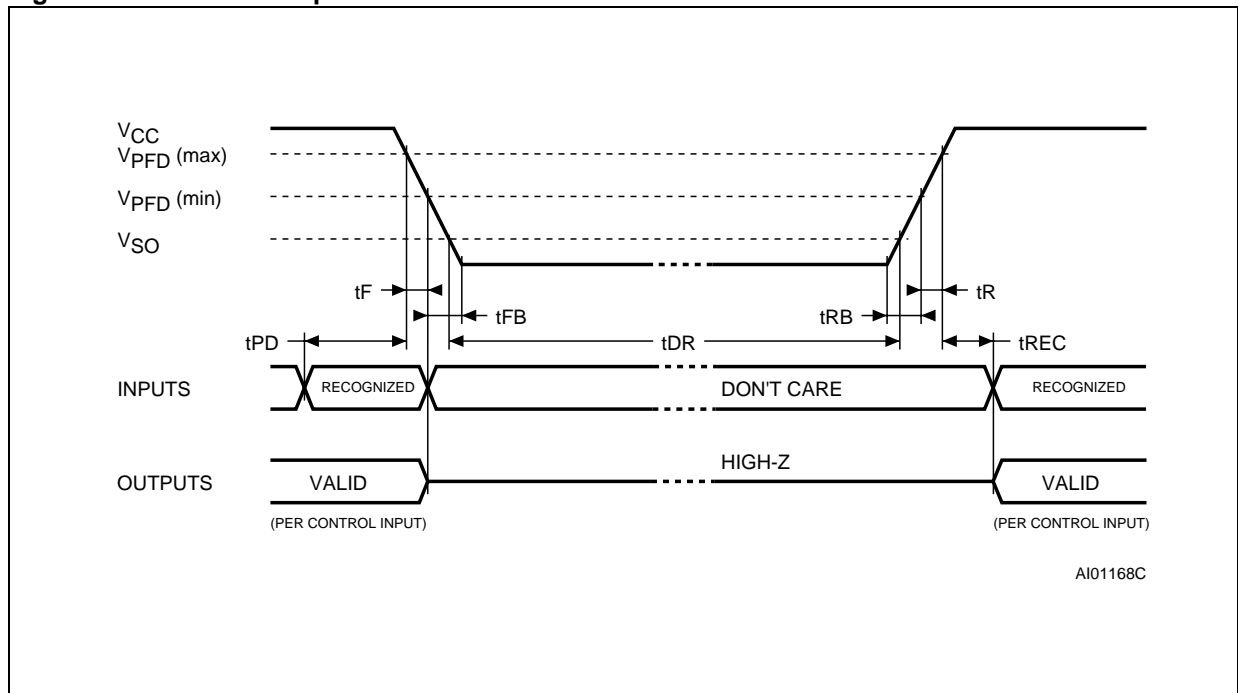 VCC
VPFD (max)
VPFD (min)
VSO
tF
tR
tFB
tRB
tPD
tDR
tREC
INPUTS
RECOGNIZED
DON'T CARE
RECOGNIZED
HIGH-Z
OUTPUTS
VALID
VALID
(PER CONTROL INPUT)
(PER CONTROL INPUT)
AI01168C